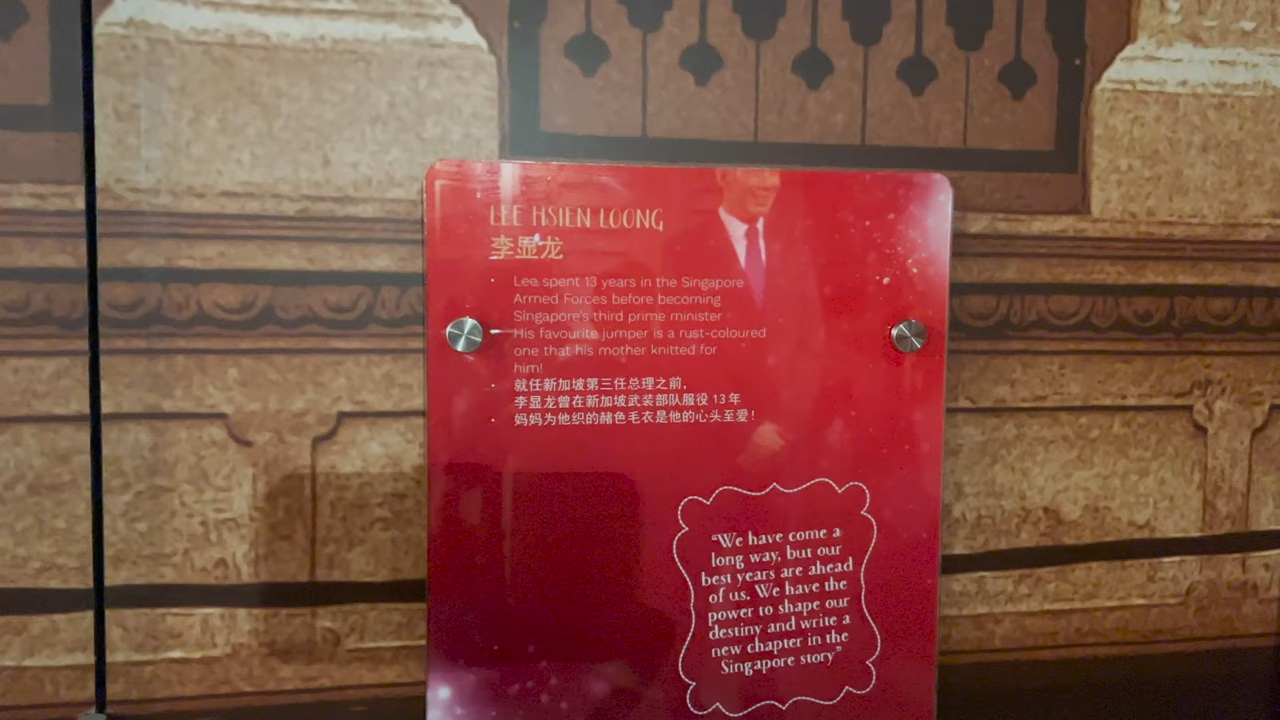 LEE HSIEN LOONG
李显龙
• Lee spent 13 years in the Singapore
Armed Forces before becoming
Singapore's third prime minister
His favourite jumper is a rust-coloured
one that his mother knitted for
him!
• 就任新加坡第三任总理之前，
李显龙曾在新加坡武装部队服役 13 年
• 妈妈为他织的赭色毛衣是他的心头至爱！
“We have come a
long way, but our
best years are ahead
of us. We have the
power to shape our
destiny and write a
new chapter in the
Singapore story”